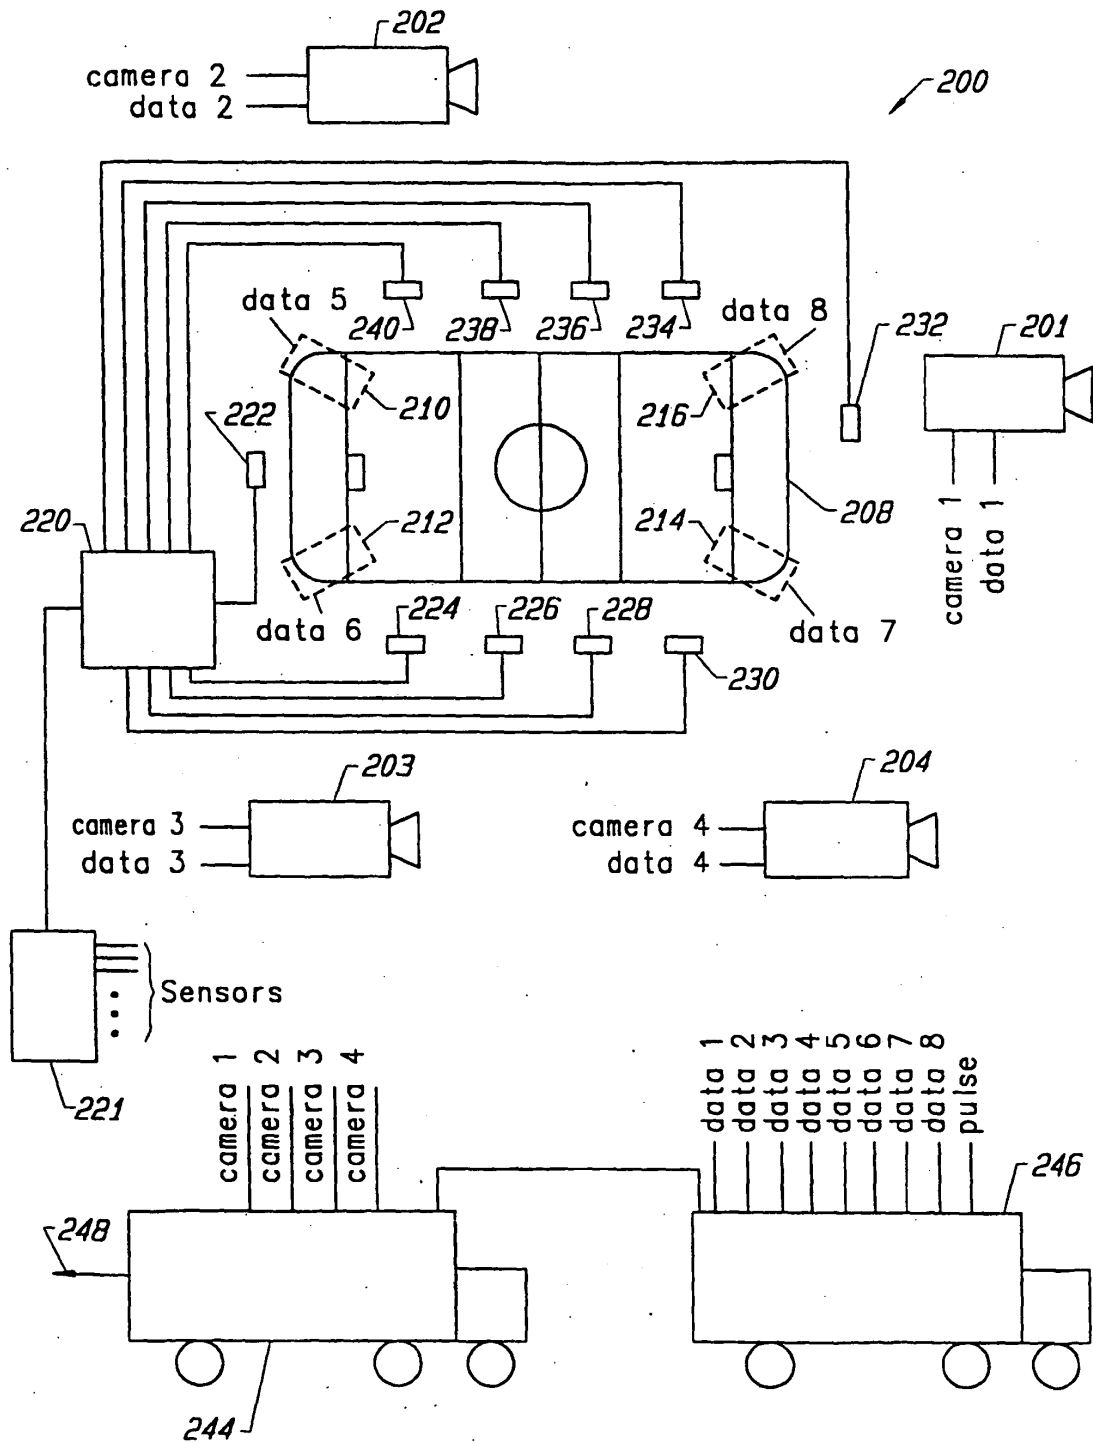 202
camera 2
data 2
200
data 5
240
238
236
234
data 8
232
201
222
210
216
220
212
214
208
camera 1
data 1
data 6
224
226
228
data 7
230
203
camera 3
data 3
204
camera 4
data 4
Sensors
221
camera 1
camera 2
camera 3
camera 4
data 1
data 2
data 3
data 4
data 5
data 6
data 7
data 8
pulse
246
248
244